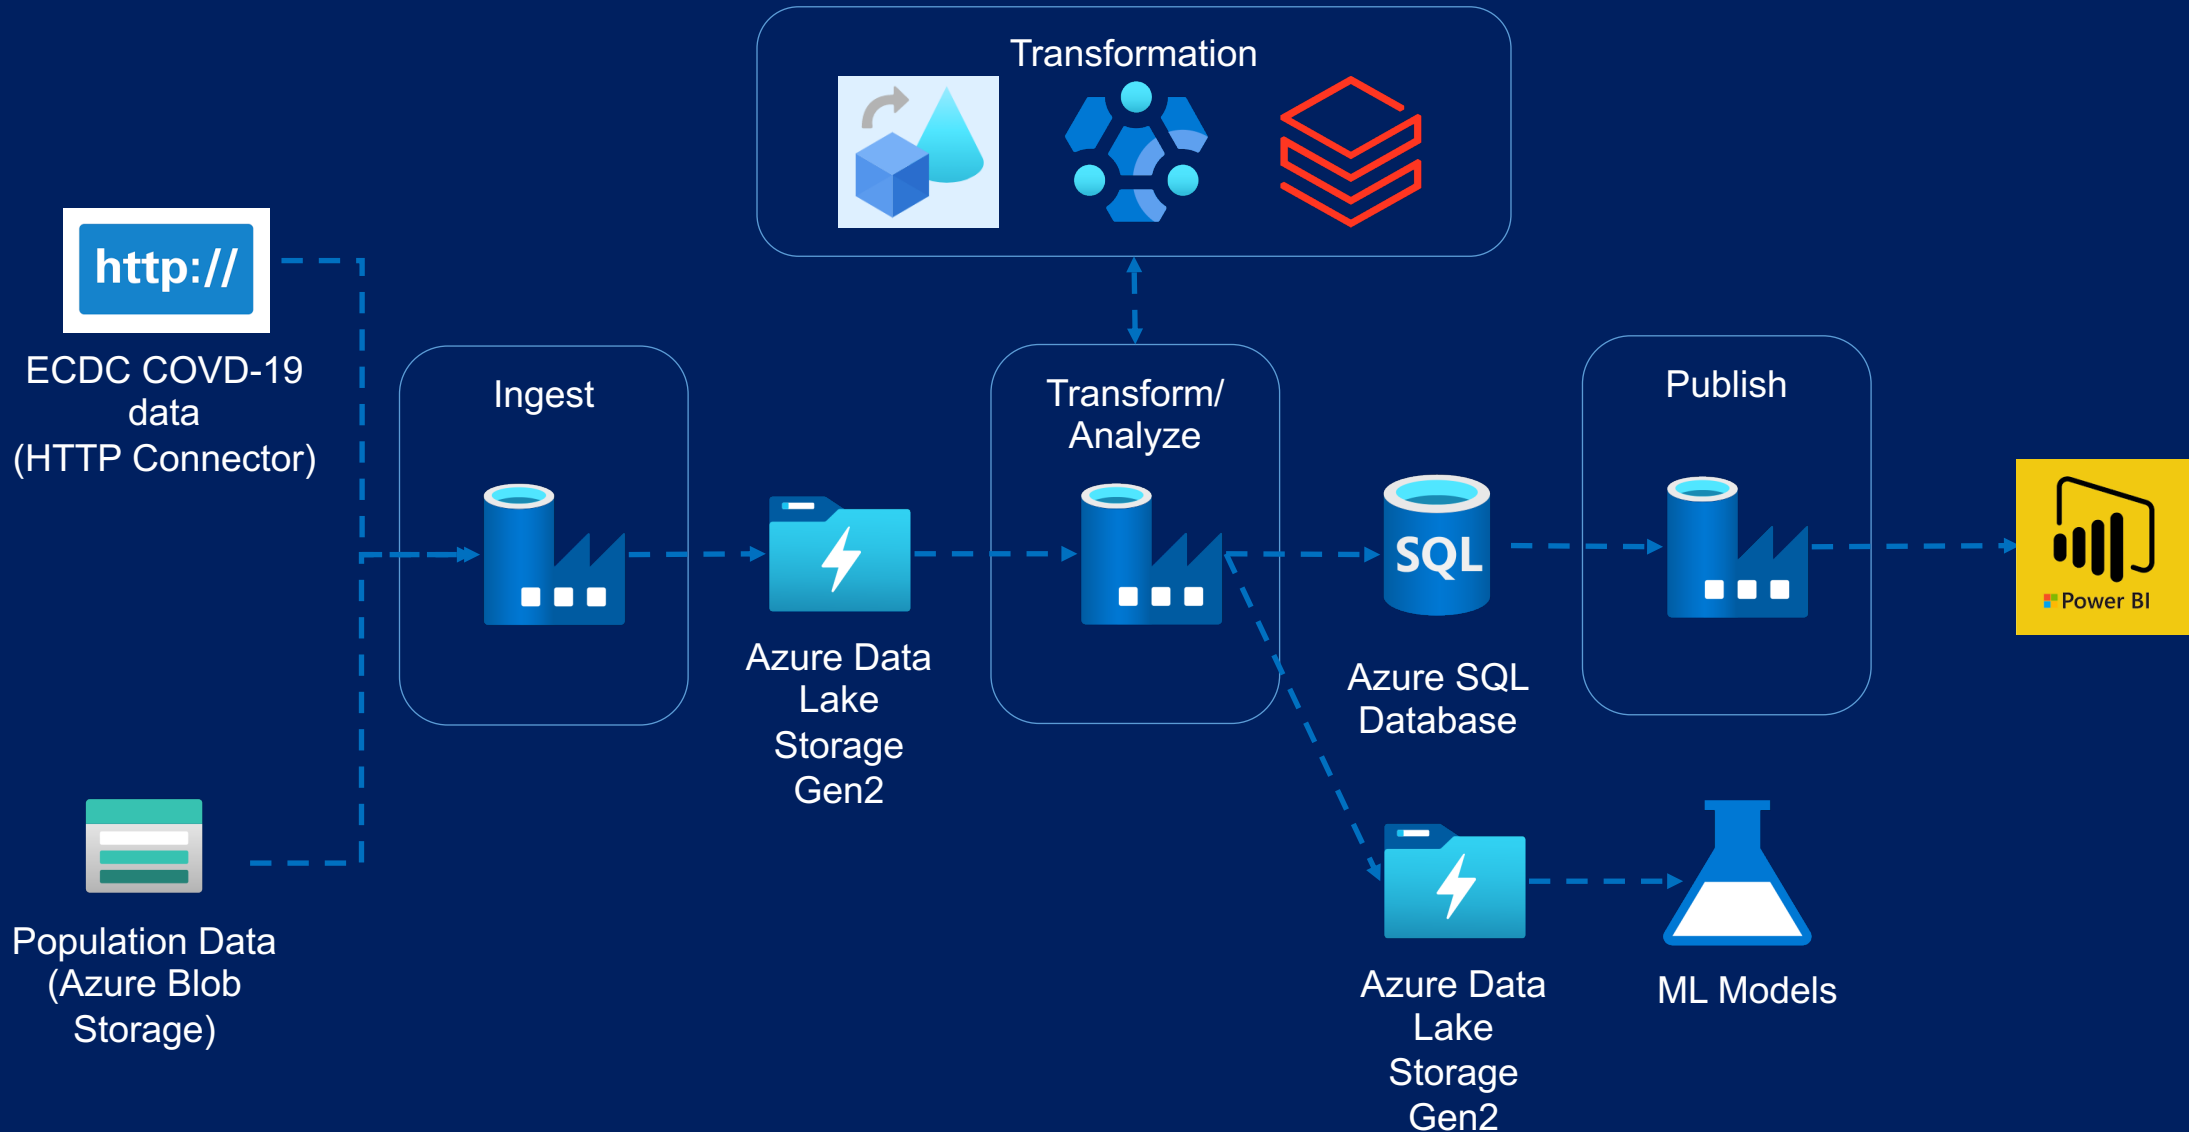 Transformation
http://
ECDC COVD-19
data
(HTTP Connector)
Ingest
Transform/
Analyze
Publish
SQL
Power BI
Azure Data
Lake
Storage
Gen2
Azure SQL
Database
Population Data
(Azure Blob
Storage)
Azure Data
Lake
Storage
Gen2
ML Models